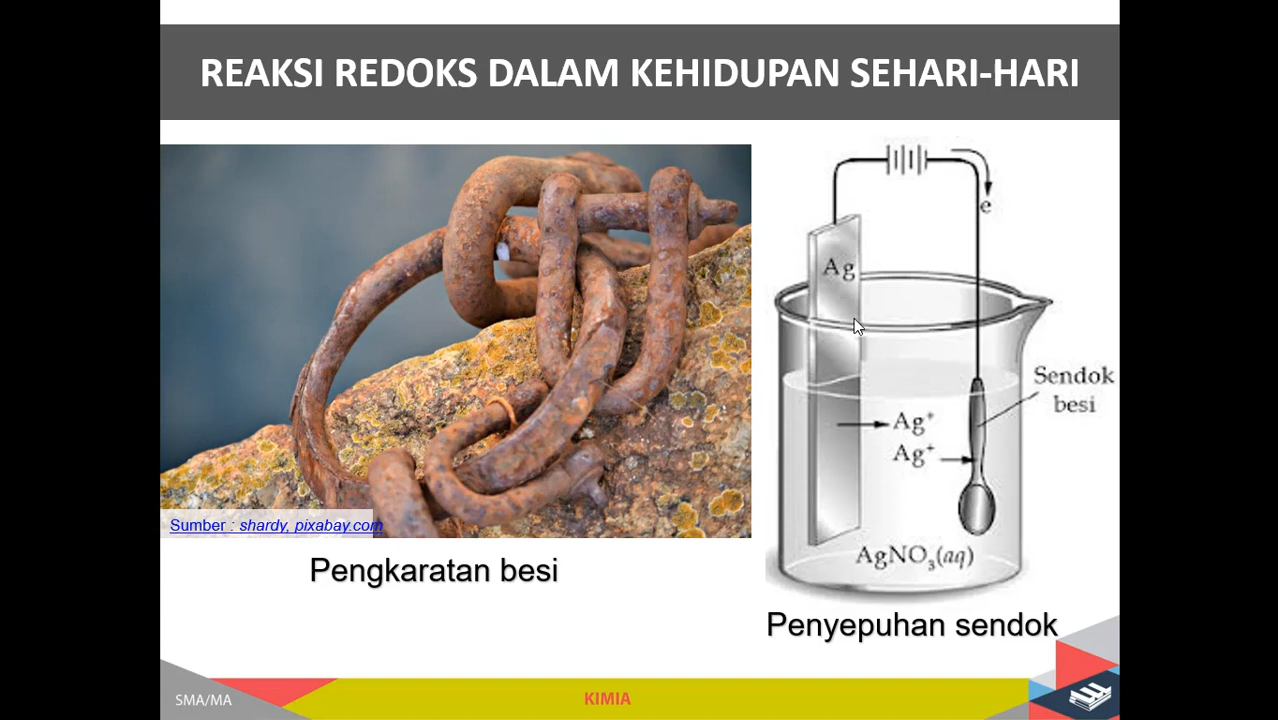 REAKSI REDOKS DALAM KEHIDUPAN SEHARI-HARI
e
Ag
Sendok
besi
Ag⁺
Ag⁺
AgNO₃(aq)
Sumber : shardy, pixabay.com
Pengkaratan besi
Penyepuhan sendok
SMA/MA
KIMIA